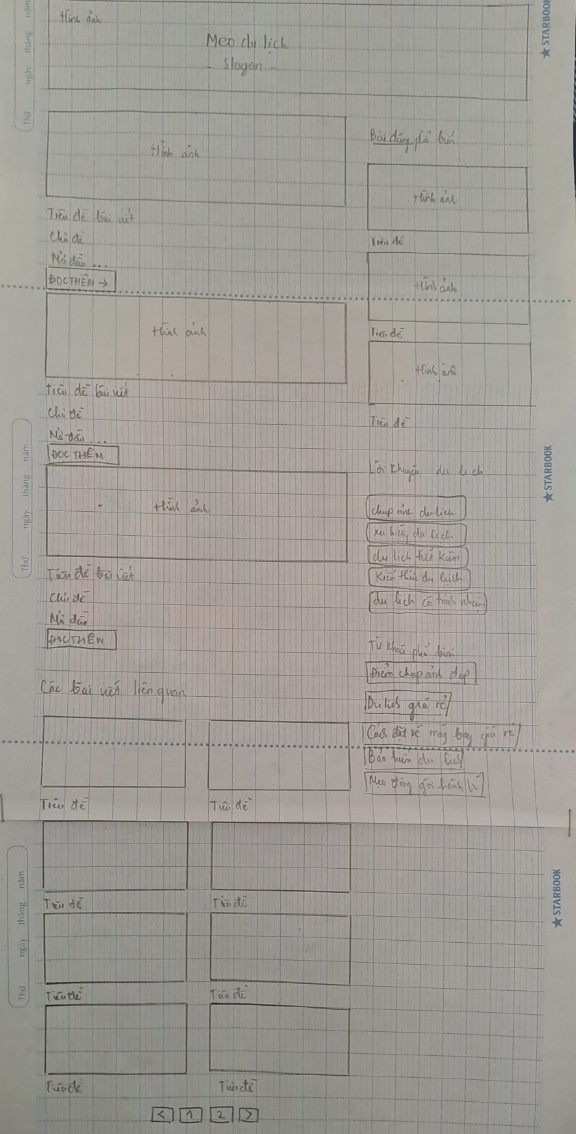 Thứ ngày tháng năm
★STARBOOK
Hình ảnh
Mẹo du lịch
- Slogan -
Hình ảnh
Tiêu đề bài viết
Chủ đề
Mở đầu ...
ĐỌC THÊM →
Hình ảnh
Tiêu đề bài viết
Chủ đề
Mở đầu ...
ĐỌC THÊM
Hình ảnh
Tiêu đề bài viết
Chủ đề
Mở đầu
ĐỌC THÊM
Bài đăng phổ biến
Hình ảnh
Tiêu đề
Hình ảnh
Tiêu đề
Hình ảnh
Tiêu đề
Lời khuyên du lịch
chụp ảnh du lịch
du lịch
du lịch tiết kiệm
Kiến thức du lịch
du lịch có trách nhiệm
Thứ ngày tháng năm
★STARBOOK
Từ khoá phổ biến
Điểm chụp ảnh đẹp
Du lịch giá rẻ
Cách đặt vé máy bay giá rẻ
Bảo hiểm du lịch
Mẹo đóng gói hành lý
Các bài viết liên quan
Tiêu đề Tiêu đề
Tiêu đề Tiêu đề
Tiêu đề Tiêu đề
Tiêu đề Tiêu đề
< 1 2 >
Thứ ngày tháng năm
★STARBOOK